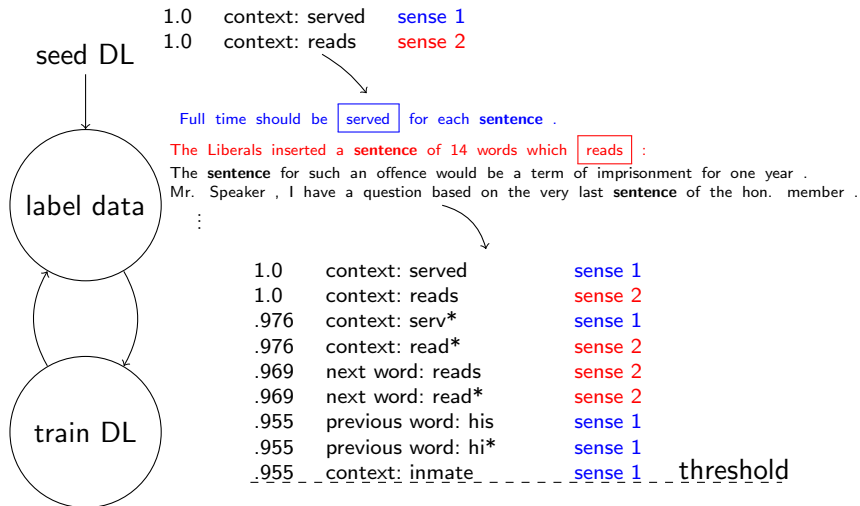 1.0 context: served sense 1
1.0 context: reads sense 2
seed DL
Full time should be served for each sentence .
The Liberals inserted a sentence of 14 words which reads :
The sentence for such an offence would be a term of imprisonment for one year .
Mr. Speaker , I have a question based on the very last sentence of the hon. member .
⋮
label data
1.0 context: served sense 1
1.0 context: reads sense 2
.976 context: serv* sense 1
.976 context: read* sense 2
.969 next word: reads sense 2
.969 next word: read* sense 2
.955 previous word: his sense 1
.955 previous word: hi* sense 1
.955 context: inmate sense 1 threshold
train DL